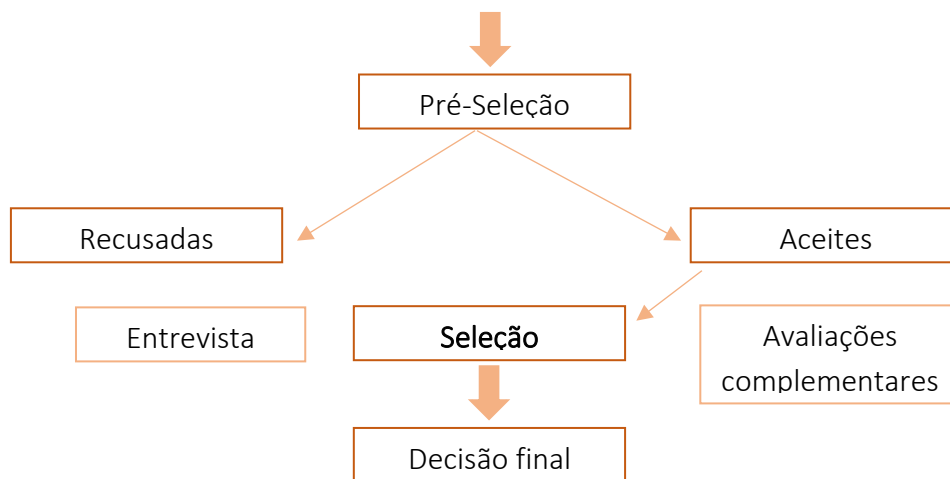 Pré-Seleção
Recusadas
Aceites
Entrevista
Seleção
Avaliações
complementares
Decisão final